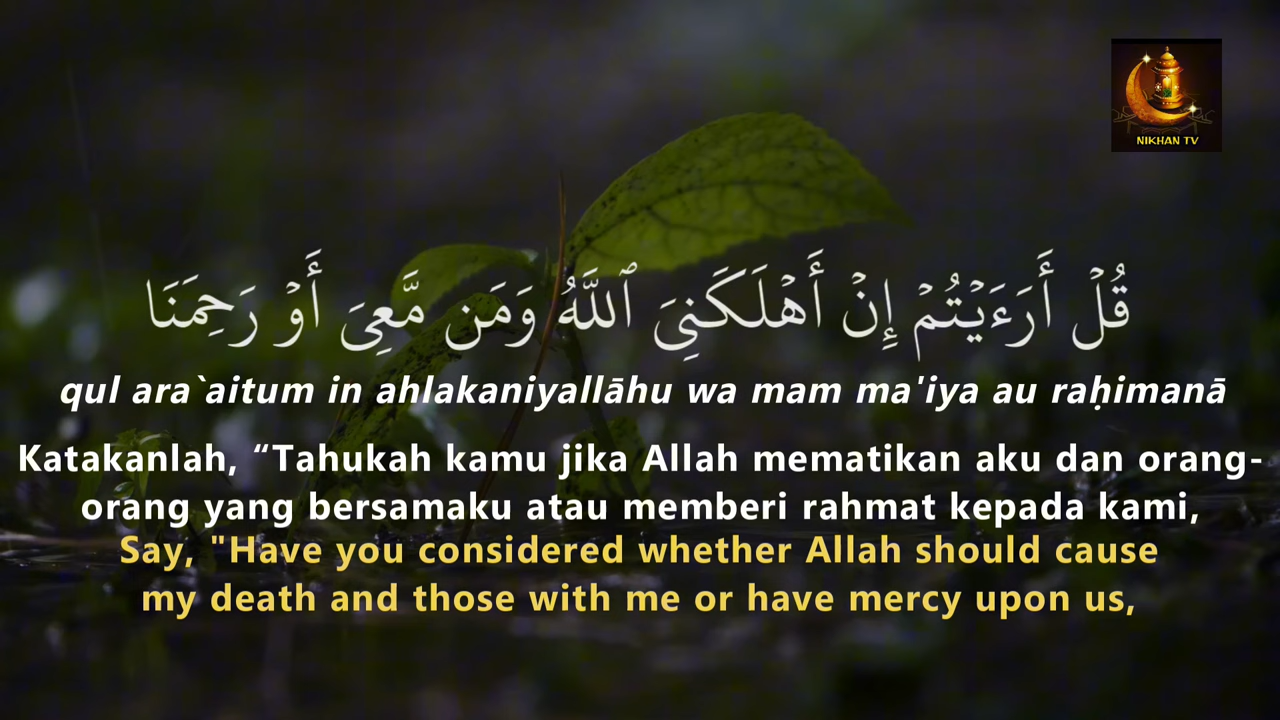 NIKHAN TV
قُلْ أَرَءَيْتُمْ إِنْ أَهْلَكَنِىَ ٱللَّهُ وَمَن مَّعِىَ أَوْ رَحِمَنَا
qul ara`aitum in ahlakaniyallāhu wa mam ma'iya au raḥimanā
Katakanlah, “Tahukah kamu jika Allah mematikan aku dan orang-
orang yang bersamaku atau memberi rahmat kepada kami,
Say, "Have you considered whether Allah should cause
my death and those with me or have mercy upon us,